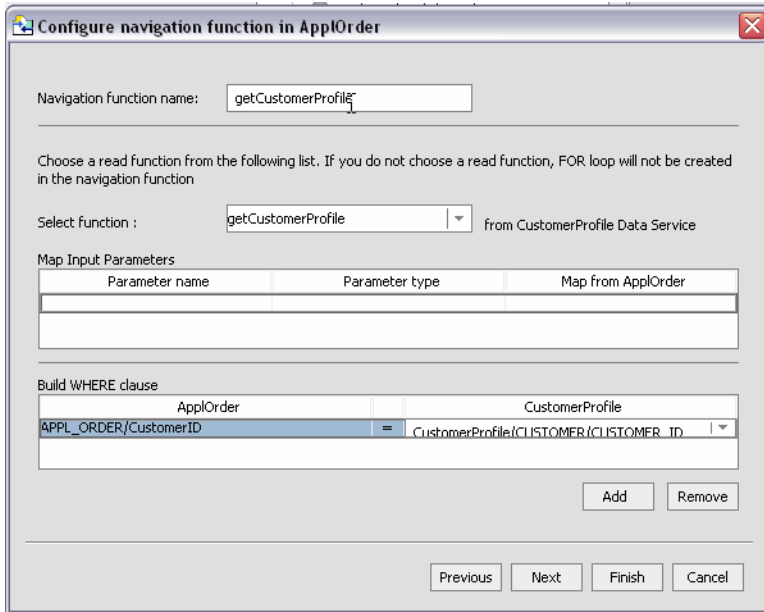 Configure navigation function in ApplOrder
Navigation function name: getCustomerProfile
Choose a read function from the following list. If you do not choose a read function, FOR loop will not be created
in the navigation function
Select function : getCustomerProfile from CustomerProfile Data Service
Map Input Parameters
Parameter name Parameter type Map from ApplOrder
Build WHERE clause
ApplOrder CustomerProfile
APPL_ORDER/CustomerID = CustomerProfile/CUSTOMER/CUSTOMER_ID
Add Remove
Previous Next Finish Cancel